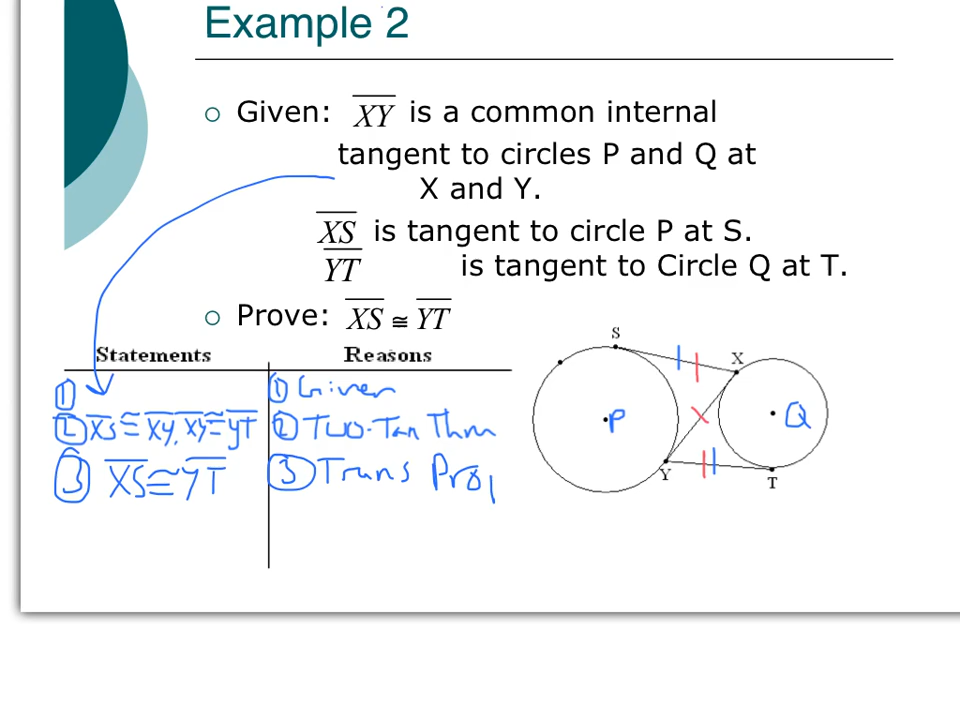 Example 2
Given: XY is a common internal
tangent to circles P and Q at
X and Y.
XS is tangent to circle P at S.
YT is tangent to Circle Q at T.
Prove: XS ≅ YT
Statements Reasons
① ① Given
② XS ≅ XY, XY ≅ YT ② Two-Tan Thm
③ XS ≅ YT ③ Trans Prop
S
X
P
Q
Y
T